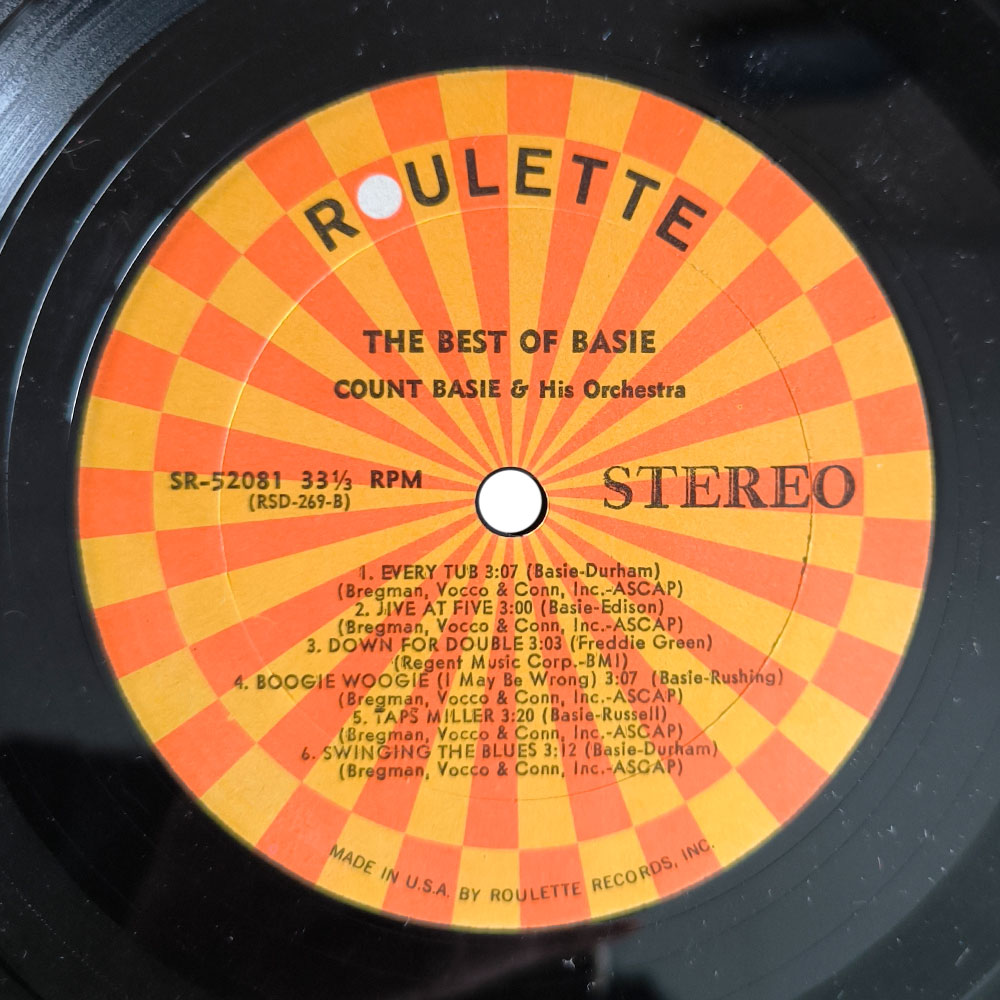 ROULETTE
THE BEST OF BASIE
COUNT BASIE & His Orchestra
SR-52081 33⅓ RPM
(RSD-269-B)
STEREO
1. EVERY TUB 3:07 (Basie-Durham)
(Bregman, Vocco & Conn, Inc.-ASCAP)
2. JIVE AT FIVE 3:00 (Basie-Edison)
(Bregman, Vocco & Conn, Inc.-ASCAP)
3. DOWN FOR DOUBLE 3:03 (Freddie Green)
(Regent Music Corp.-BMI)
4. BOOGIE WOOGIE (I May Be Wrong) 3:07 (Basie-Rushing)
(Bregman, Vocco & Conn, Inc.-ASCAP)
5. TAPS MILLER 3:20 (Basie-Russell)
(Bregman, Vocco & Conn, Inc.-ASCAP)
6. SWINGING THE BLUES 3:12 (Basie-Durham)
(Bregman, Vocco & Conn, Inc.-ASCAP)
MADE IN U.S.A. BY ROULETTE RECORDS, INC.